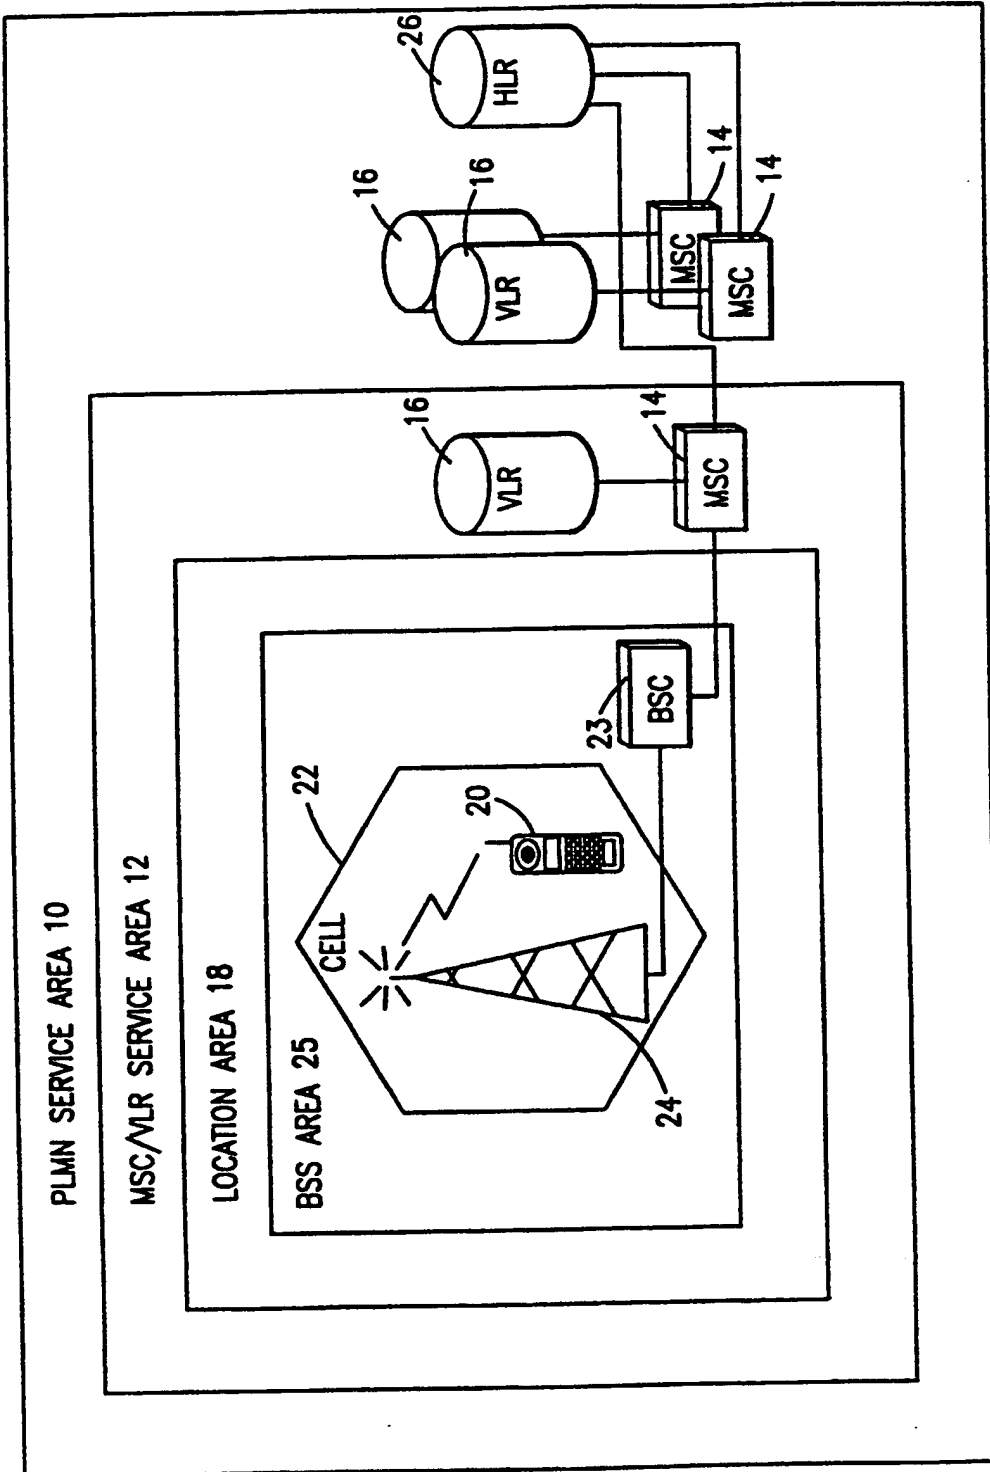 PLMN SERVICE AREA 10
MSC/VLR SERVICE AREA 12
LOCATION AREA 18
BSS AREA 25
CELL
22
20
24
23
BSC
16
VLR
14
MSC
16
16
VLR
MSC
14
MSC
14
26
HLR